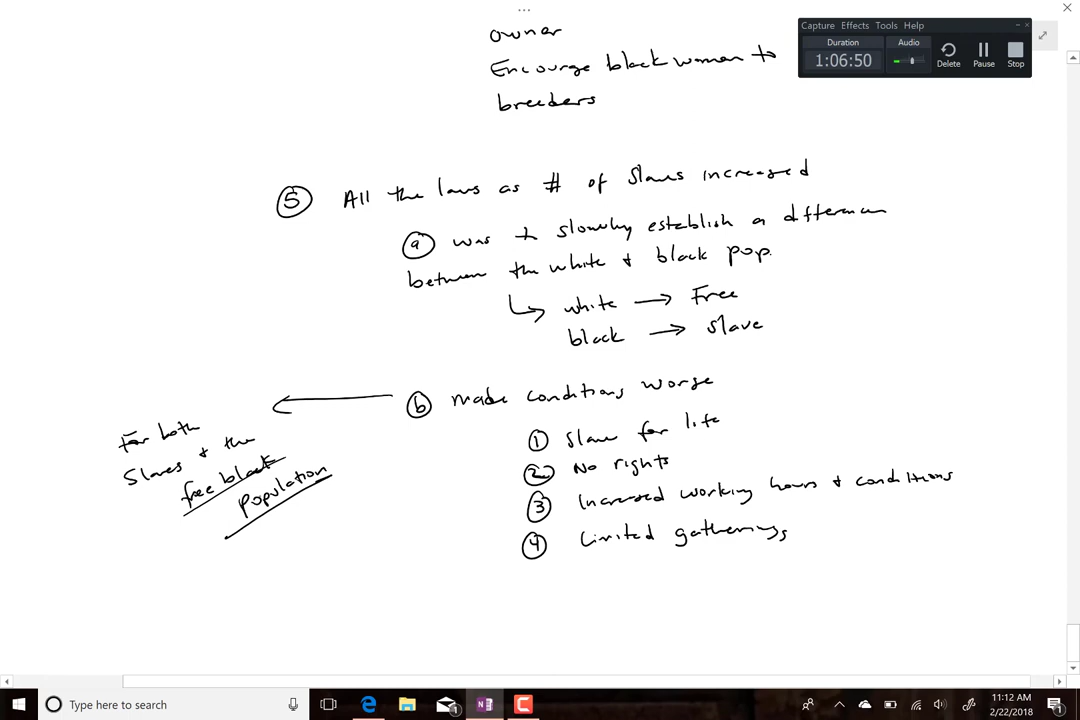 owner
Encourge black women to
breeders
Capture Effects Tools Help
Duration
1:06:50
Audio
Delete
Pause
Stop
5 All the laws as # of slaves increased
a was to slowly establish a difference
between the white & black pop.
white → Free
black → slave
b made conditions worse
For both
Slaves & the
free black
population
1 Slave for life
2 No rights
3 Increased working hours & conditions
4 Limited gatherings
Type here to search
11:12 AM
2/22/2018